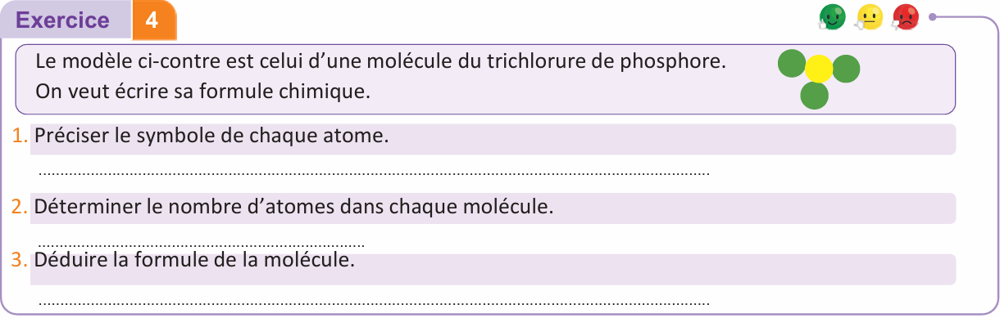 Exercice 4
Le modèle ci-contre est celui d’une molécule du trichlorure de phosphore.
On veut écrire sa formule chimique.
1. Préciser le symbole de chaque atome.
2. Déterminer le nombre d’atomes dans chaque molécule.
3. Déduire la formule de la molécule.